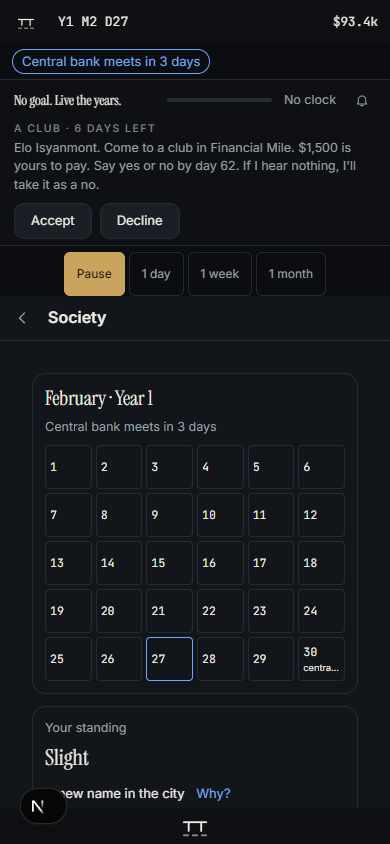 Y1 M2 D27
$93.4k
Central bank meets in 3 days
No goal. Live the years.
No clock
A CLUB · 6 DAYS LEFT
Elo Isyanmont. Come to a club in Financial Mile. $1,500 is
yours to pay. Say yes or no by day 62. If I hear nothing, I'll
take it as a no.
Accept
Decline
Pause
1 day
1 week
1 month
Society
February · Year 1
Central bank meets in 3 days
1
2
3
4
5
6
7
8
9
10
11
12
13
14
15
16
17
18
19
20
21
22
23
24
25
26
27
28
29
30
centra...
Your standing
Slight
new name in the city
Why?
N